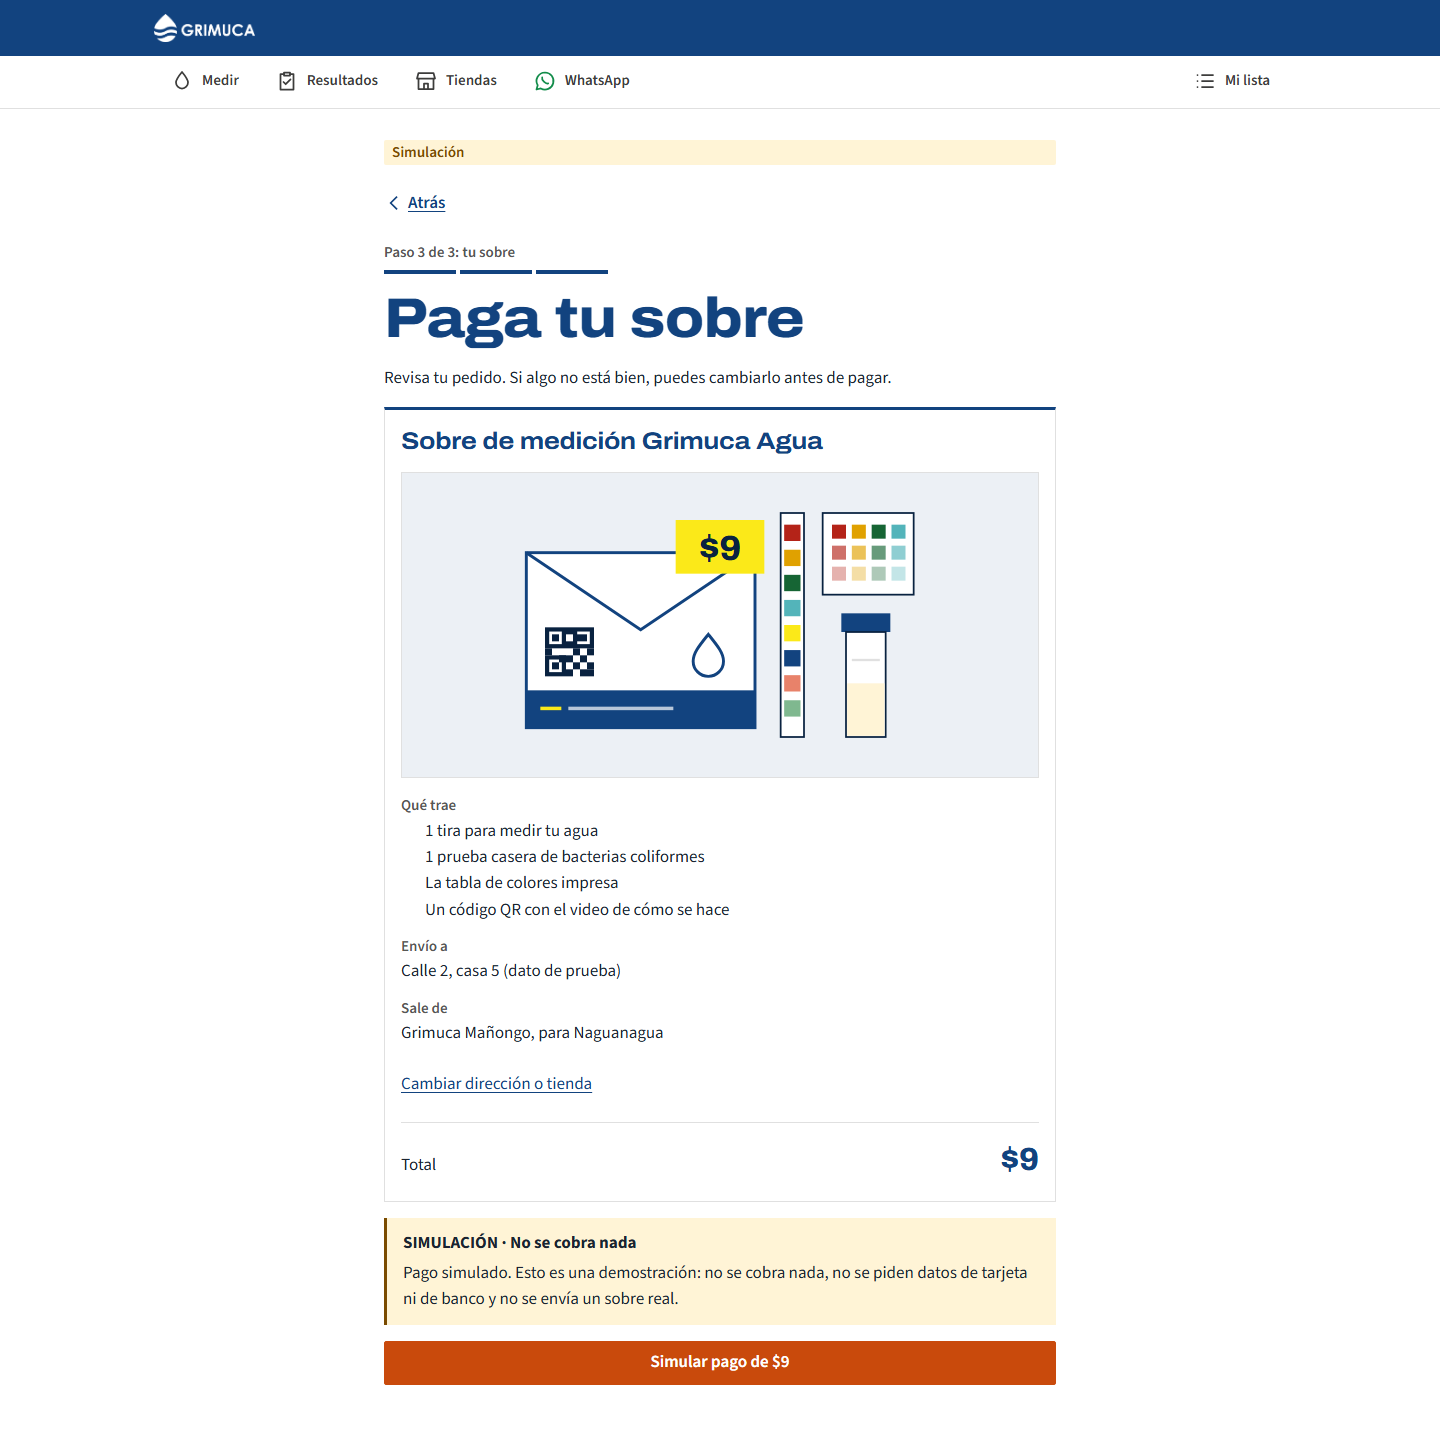 GRIMUCA
Medir
Resultados
Tiendas
WhatsApp
Mi lista
Simulación
Atrás
Paso 3 de 3: tu sobre
Paga tu sobre
Revisa tu pedido. Si algo no está bien, puedes cambiarlo antes de pagar.
Sobre de medición Grimuca Agua
$9
Qué trae
1 tira para medir tu agua
1 prueba casera de bacterias coliformes
La tabla de colores impresa
Un código QR con el video de cómo se hace
Envío a
Calle 2, casa 5 (dato de prueba)
Sale de
Grimuca Mañongo, para Naguanagua
Cambiar dirección o tienda
Total
$9
SIMULACIÓN · No se cobra nada
Pago simulado. Esto es una demostración: no se cobra nada, no se piden datos de tarjeta
ni de banco y no se envía un sobre real.
Simular pago de $9